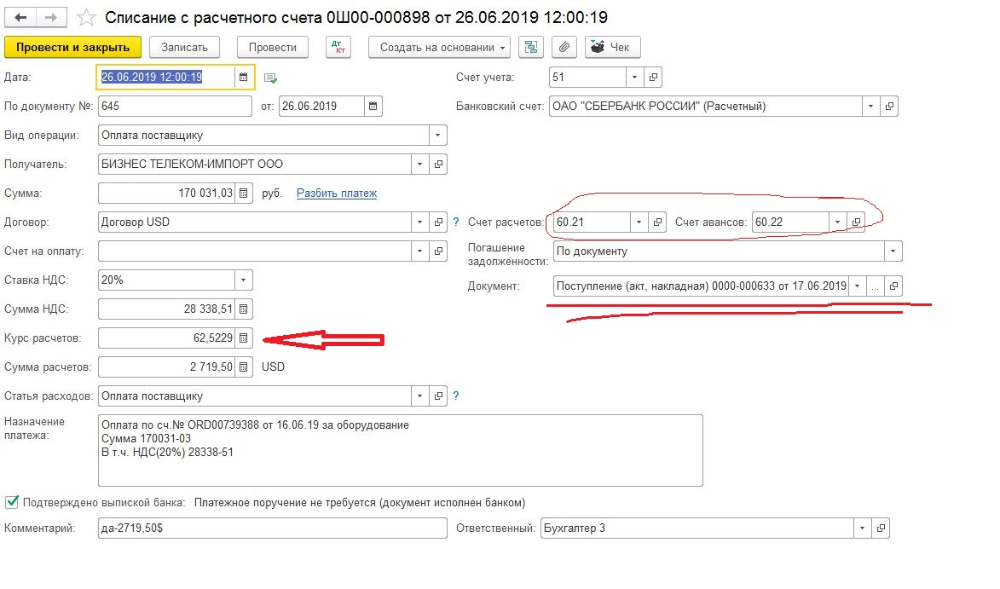 Списание с расчетного счета 0Ш00-000898 от 26.06.2019 12:00:19
Провести и закрыть Записать Провести Дт Кт Создать на основании Чек
Дата: 26.06.2019 12:00:19 Счет учета: 51
По документу №: 645 от: 26.06.2019 Банковский счет: ОАО "СБЕРБАНК РОССИИ" (Расчетный)
Вид операции: Оплата поставщику
Получатель: БИЗНЕС ТЕЛЕКОМ-ИМПОРТ ООО
Сумма: 170 031,03 руб. Разбить платеж
Договор: Договор USD ? Счет расчетов: 60.21 Счет авансов: 60.22
Счет на оплату: Погашение задолженности: По документу
Ставка НДС: 20% Документ: Поступление (акт, накладная) 0000-000633 от 17.06.2019 ...
Сумма НДС: 28 338,51
Курс расчетов: 62,5229
Сумма расчетов: 2 719,50 USD
Статья расходов: Оплата поставщику ?
Назначение платежа: Оплата по сч.№ ORD00739388 от 16.06.19 за оборудование
Сумма 170031-03
В т.ч. НДС(20%) 28338-51
Подтверждено выпиской банка: Платежное поручение не требуется (документ исполнен банком)
Комментарий: да-2719,50$ Ответственный: Бухгалтер 3